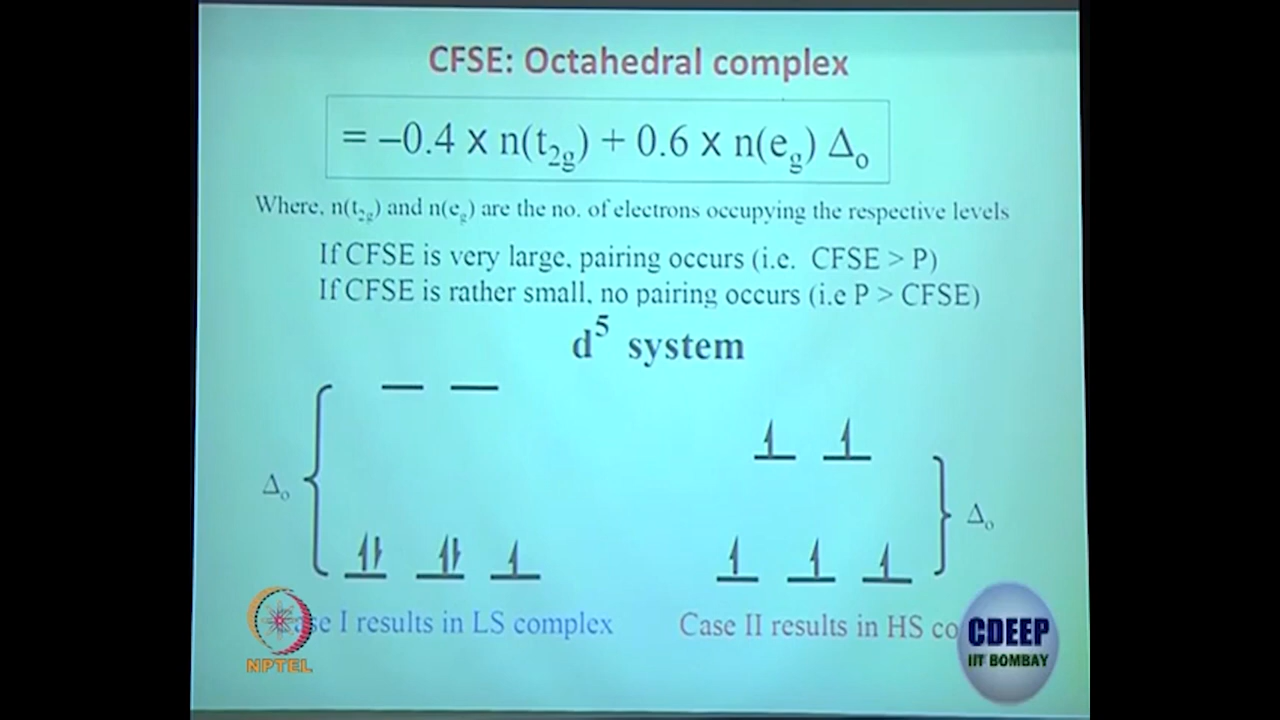 CFSE: Octahedral complex
= –0.4 x n(t2g) + 0.6 x n(eg) Δo
Where, n(t2g) and n(eg) are the no. of electrons occupying the respective levels
If CFSE is very large, pairing occurs (i.e. CFSE > P)
If CFSE is rather small, no pairing occurs (i.e P > CFSE)
d5 system
Δo
Δo
ase I results in LS complex
Case II results in HS co
NPTEL
CDEEP
IIT BOMBAY